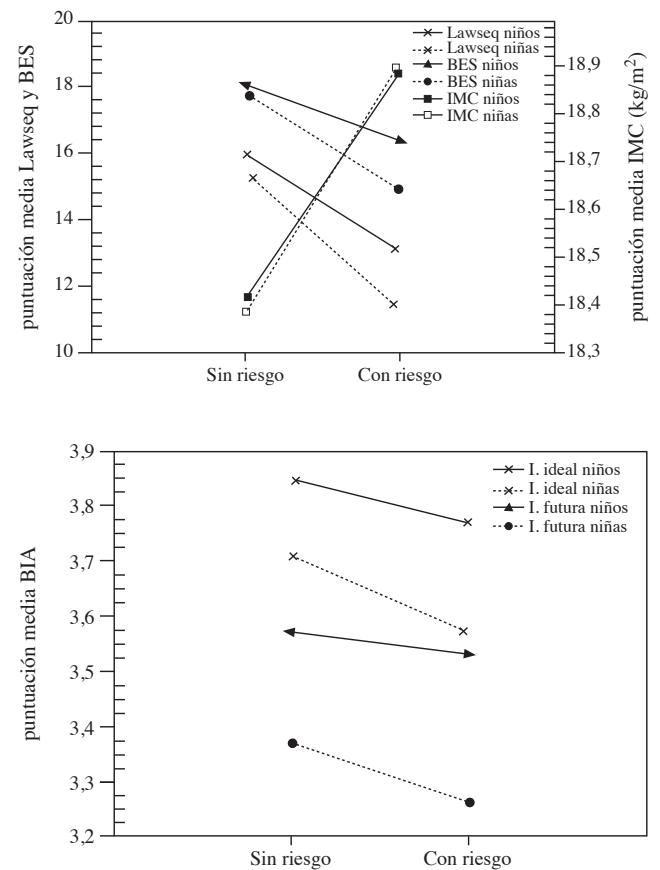 puntuación media Lawseq y BES
20
18
16
14
12
10
Lawseq niños
Lawseq niñas
BES niños
BES niñas
IMC niños
IMC niñas
18,9
18,8
18,7
18,6
18,5
18,4
18,3
puntuación media IMC (kg/m²)
Sin riesgo
Con riesgo
puntuación media BIA
3,9
3,8
3,7
3,6
3,5
3,4
3,3
3,2
I. ideal niños
I. ideal niñas
I. futura niños
I. futura niñas
Sin riesgo
Con riesgo